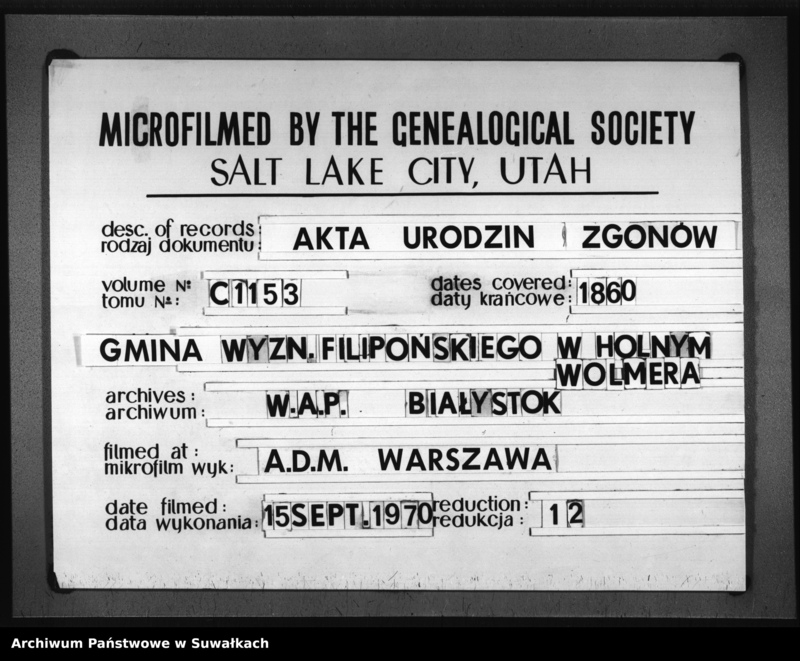 MICROFILMED BY THE GENEALOGICAL SOCIETY
SALT LAKE CITY, UTAH
desc. of records:
rodzaj dokumentu: AKTA URODZIN I ZGONÓW
volume Nº
tomu Nº: C1153
dates covered:
daty krańcowe: 1860
GMINA WYZN. FILIPOŃSKIEGO W HOLNYM
WOLMERA
archives:
archiwum: W.A.P. BIAŁYSTOK
filmed at:
mikrofilm wyk: A.D.M. WARSZAWA
date filmed:
data wykonania: 15 SEPT. 1970
reduction:
redukcja: 12
Archiwum Państwowe w Suwałkach